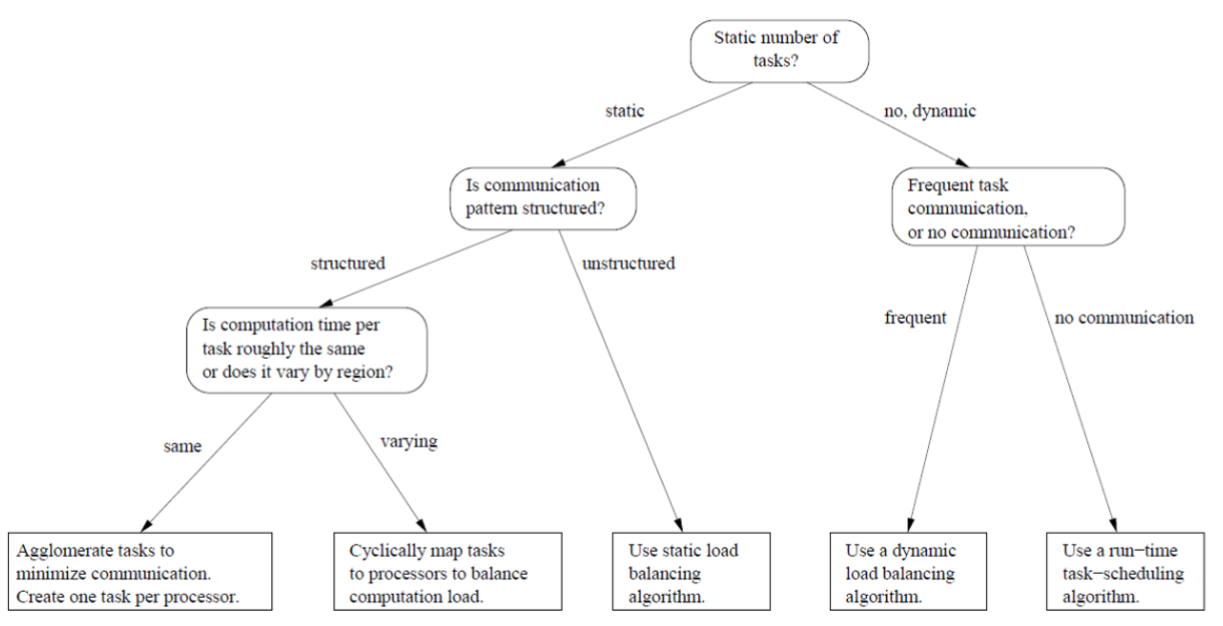 Static number of
tasks?
static
no, dynamic
Is communication
pattern structured?
Frequent task
communication,
or no communication?
structured
unstructured
Is computation time per
task roughly the same
or does it vary by region?
frequent
no communication
same
varying
Agglomerate tasks to
minimize communication.
Create one task per processor.
Cyclically map tasks
to processors to balance
computation load.
Use static load
balancing
algorithm.
Use a dynamic
load balancing
algorithm.
Use a run−time
task−scheduling
algorithm.